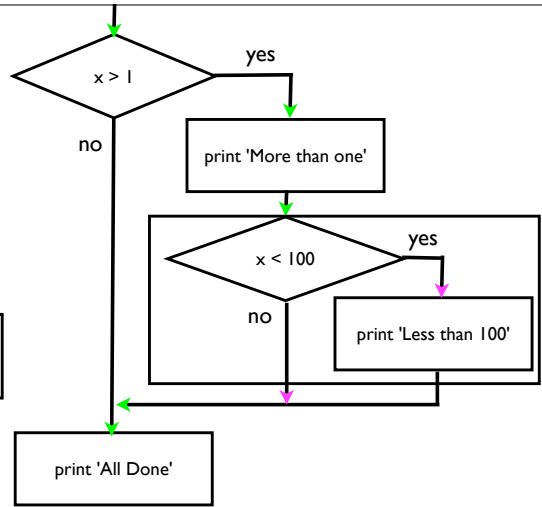 x > 1
yes
no
print 'More than one'
x < 100
yes
no
print 'Less than 100'
print 'All Done'